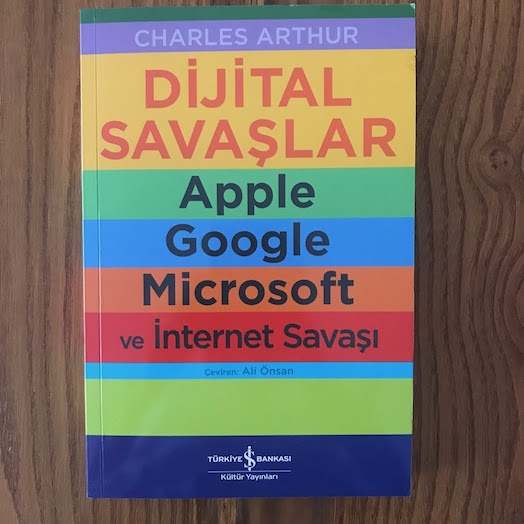 CHARLES ARTHUR
DİJİTAL
SAVAŞLAR
Apple
Google
Microsoft
ve İnternet Savaşı
Çeviren: Ali Önsan
TÜRKİYE İŞ BANKASI
Kültür Yayınları